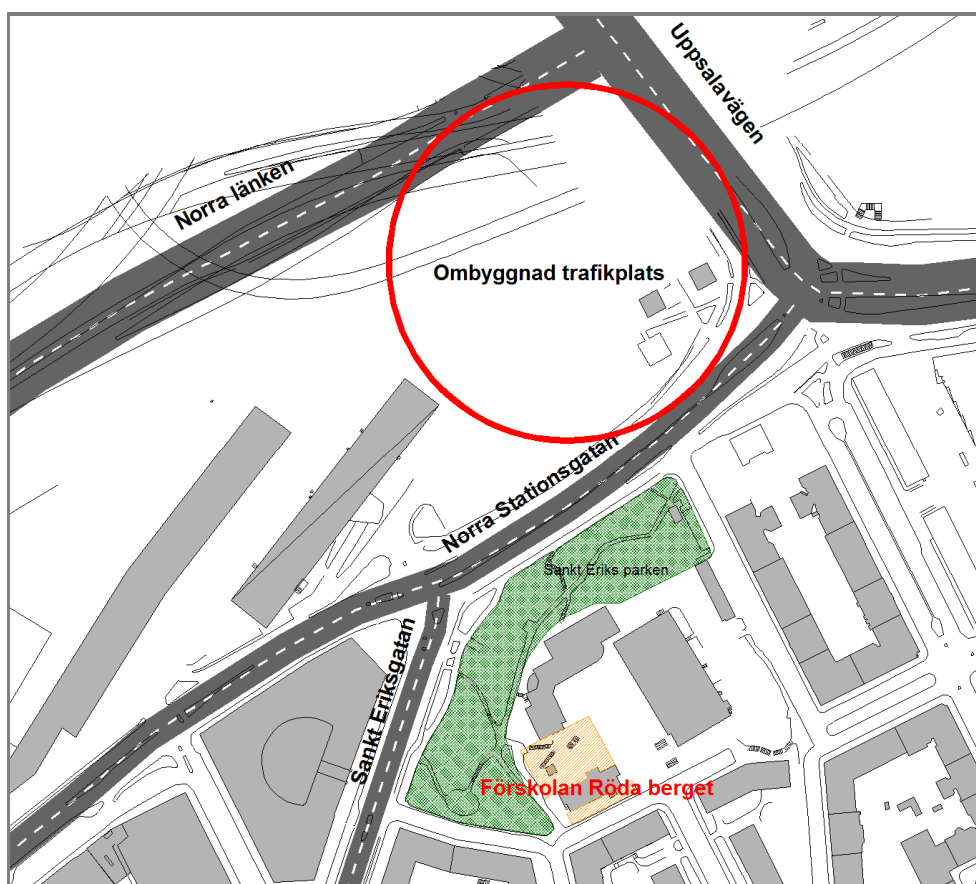 Uppsalavägen
Norra länken
Ombyggnad trafikplats
Norra Stationsgatan
Sankt Eriks parken
Sankt Eriksgatan
Förskolan Röda berget